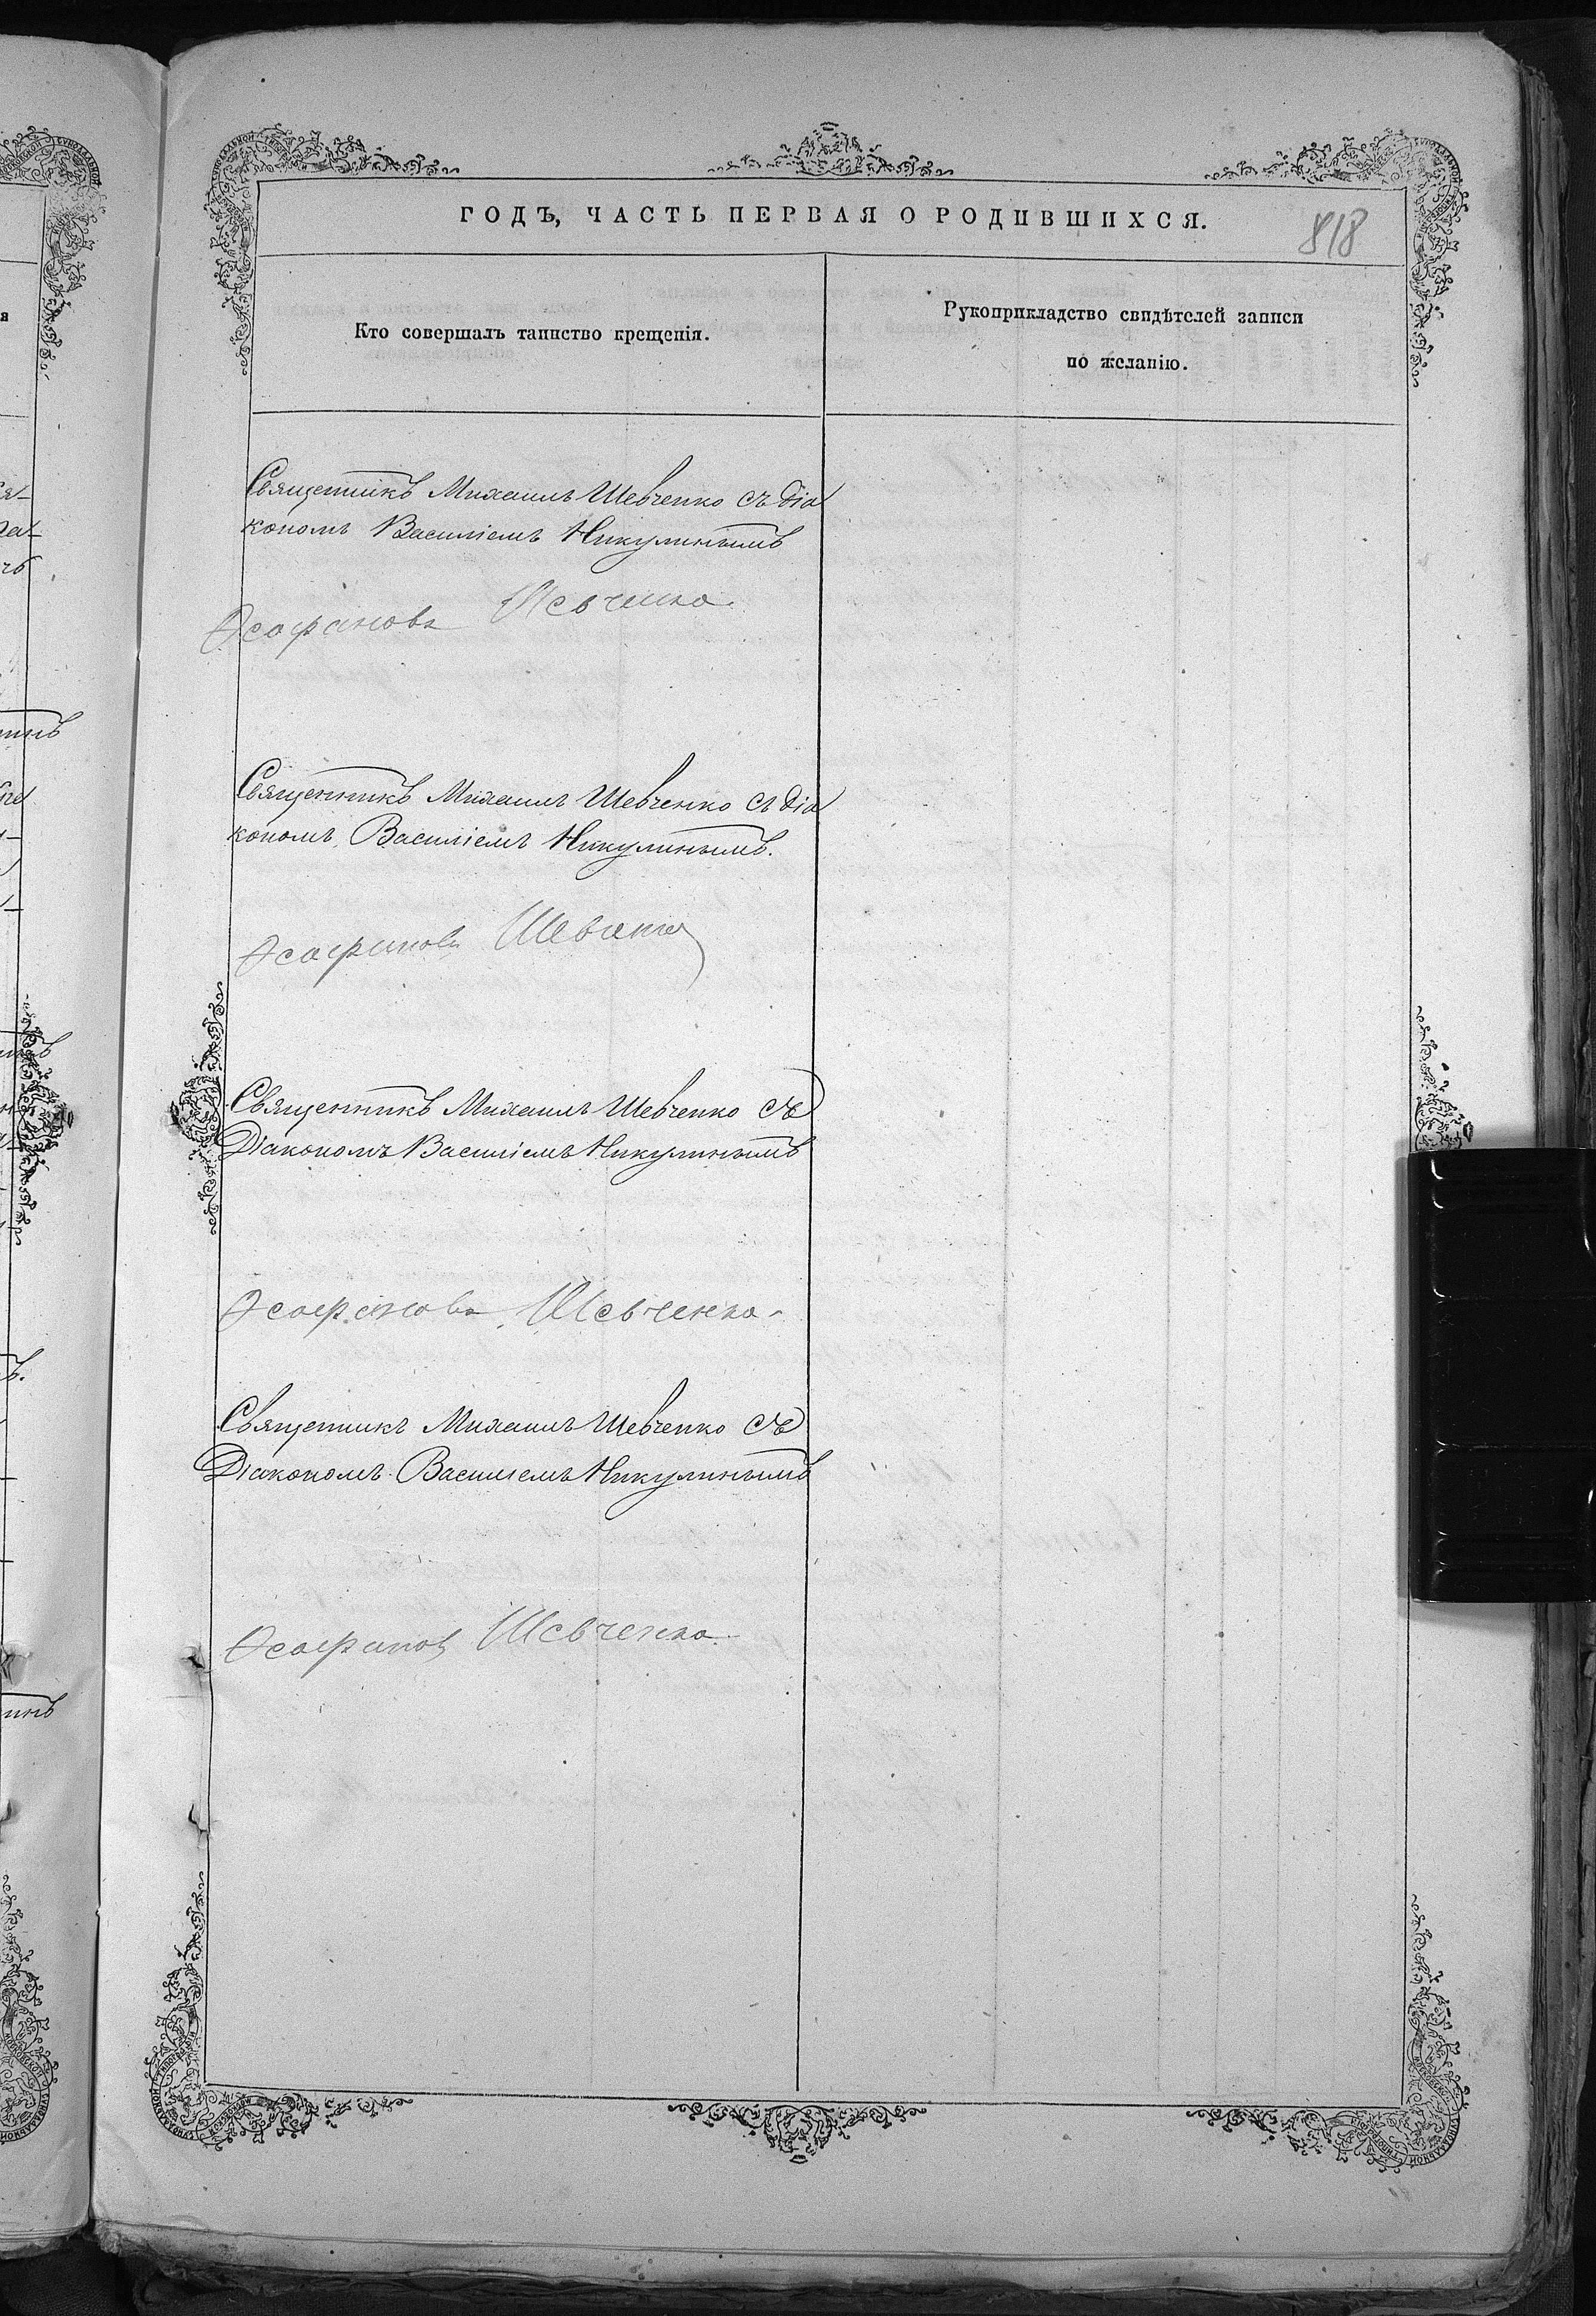 ГОДЪ, ЧАСТЬ ПЕРВАЯ О РОДИВШИХСЯ.
818
Кто совершалъ таинство крещенія.
Рукоприкладство свидѣтелей записи
по желанію.
Священникъ Михаилъ Шевченко съ діа
кономъ Василіемъ Никулинымъ
Шевченко
Священникъ Михаилъ Шевченко съ діа
кономъ Василіемъ Никулинымъ.
Шевченко
Священникъ Михаилъ Шевченко съ
Діакономъ Василіемъ Никулинымъ
Шевченко
Священникъ Михаилъ Шевченко съ
Діакономъ Василіемъ Никулинымъ
Шевченко